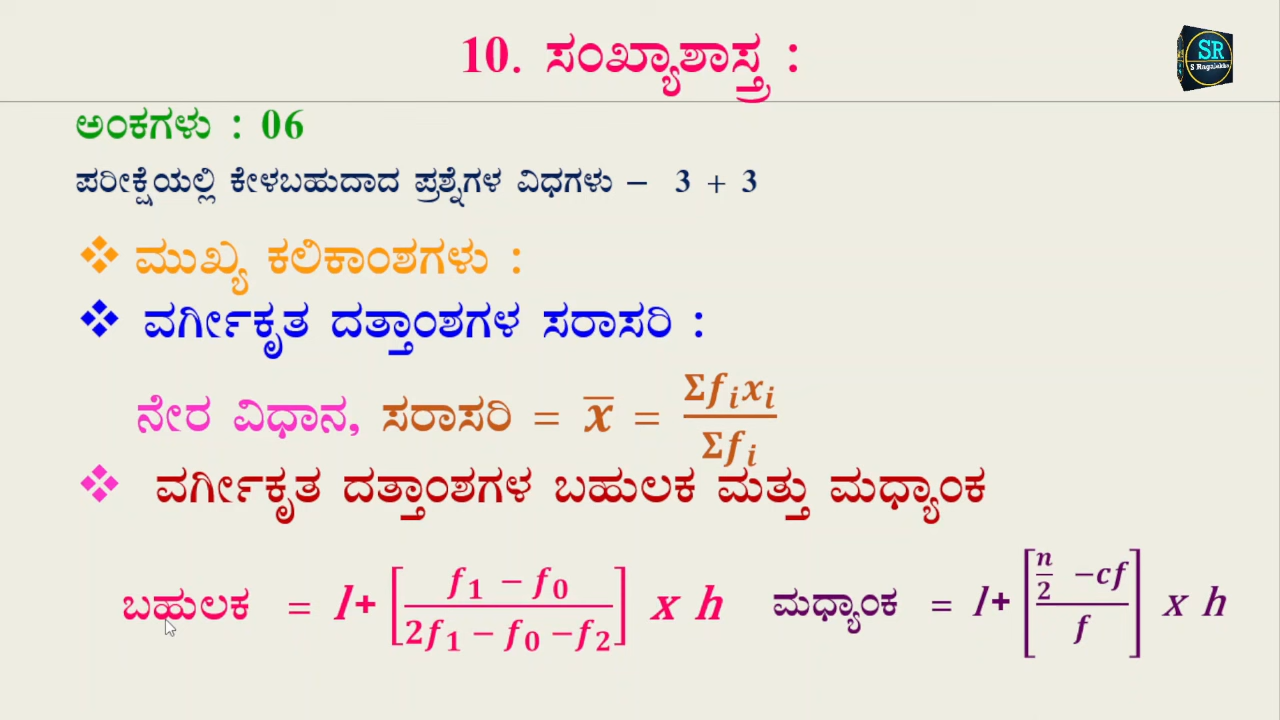 10. ಸಂಖ್ಯಾಶಾಸ್ತ್ರ :
SR
ಅಂಕಗಳು : 06
ಪರೀಕ್ಷೆಯಲ್ಲಿ ಕೇಳಬಹುದಾದ ಪ್ರಶ್ನೆಗಳ ವಿಧಗಳು – 3 + 3
❖ ಮುಖ್ಯ ಕಲಿಕಾಂಶಗಳು :
❖ ವರ್ಗೀಕೃತ ದತ್ತಾಂಶಗಳ ಸರಾಸರಿ :
ನೇರ ವಿಧಾನ, ಸರಾಸರಿ = x̅ = Σfᵢxᵢ / Σfᵢ
❖ ವರ್ಗೀಕೃತ ದತ್ತಾಂಶಗಳ ಬಹುಲಕ ಮತ್ತು ಮಧ್ಯಾಂಕ
ಬಹುಲಕ = l+ [ (f₁ – f₀) / (2f₁ – f₀ – f₂) ] x h ಮಧ್ಯಾಂಕ = l+ [ (n/2 – cf) / f ] x h